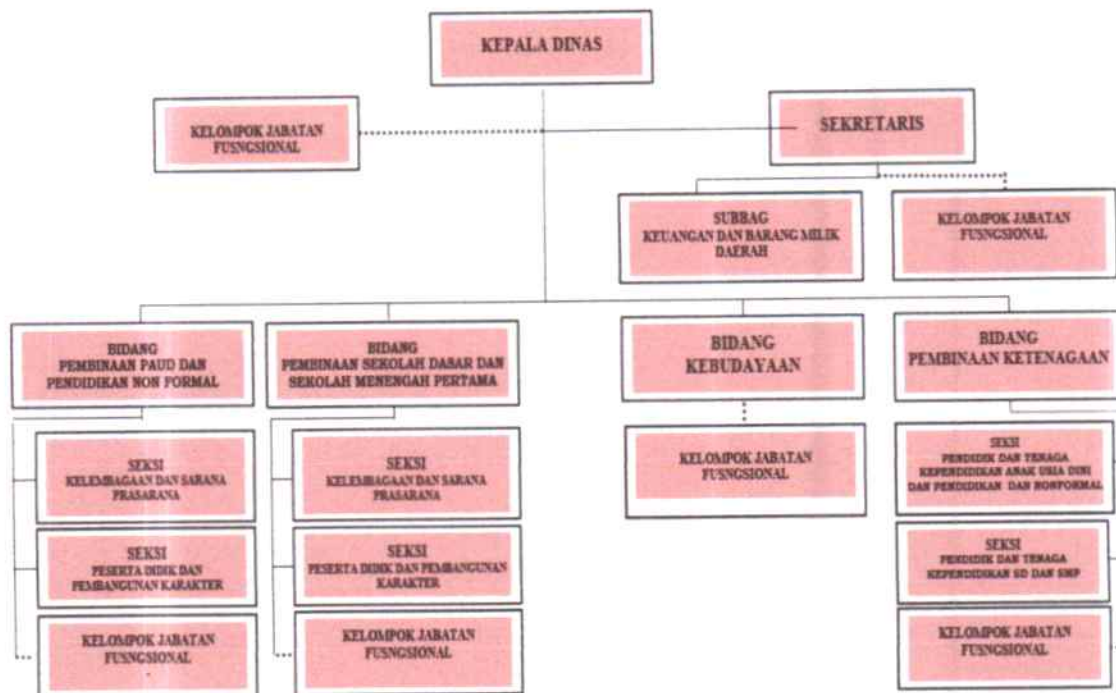 KEPALA DINAS
KELOMPOK JABATAN
FUSNGSIONAL
SEKRETARIS
SUBBAG
KEUANGAN DAN BARANG MILIK
DAERAH
KELOMPOK JABATAN
FUSNGSIONAL
BIDANG
PEMBINAAN PAUD DAN
PENDIDIKAN NON FORMAL
BIDANG
PEMBINAAN SEKOLAH DASAR DAN
SEKOLAH MENENGAH PERTAMA
BIDANG
KEBUDAYAAN
BIDANG
PEMBINAAN KETENAGAAN
SEKSI
KELEMBAGAAN DAN SARANA
PRASARANA
SEKSI
KELEMBAGAAN DAN SARANA
PRASARANA
KELOMPOK JABATAN
FUSNGSIONAL
SEKSI
PENDIDIK DAN TENAGA
KEPENDIDIKAN ANAK USIA DINI
DAN PENDIDIKAN DAN NONFORMAL
SEKSI
PESERTA DIDIK DAN
PEMBANGUNAN KARAKTER
SEKSI
PESERTA DIDIK DAN PEMBANGUNAN
KARAKTER
SEKSI
PENDIDIK DAN TENAGA
KEPENDIDIKAN SD DAN SMP
KELOMPOK JABATAN
FUSNGSIONAL
KELOMPOK JABATAN
FUSNGSIONAL
KELOMPOK JABATAN
FUSNGSIONAL